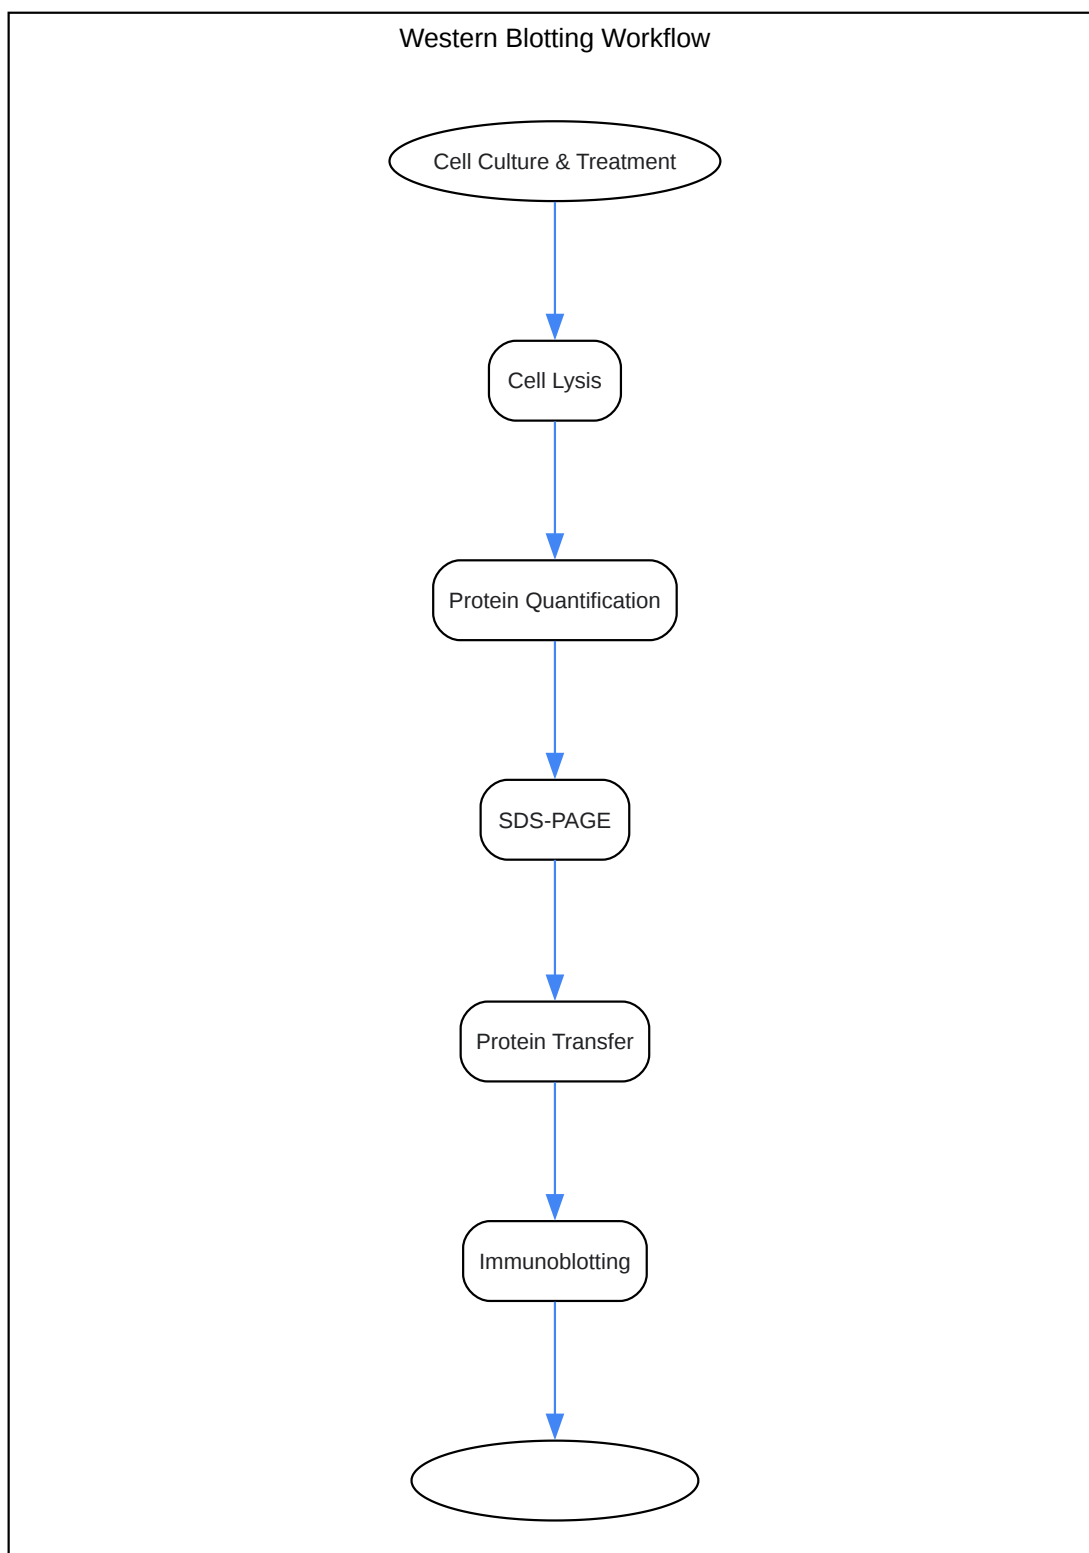 Western Blotting Workflow
Cell Culture & Treatment
Cell Lysis
Protein Quantification
SDS-PAGE
Protein Transfer
Immunoblotting